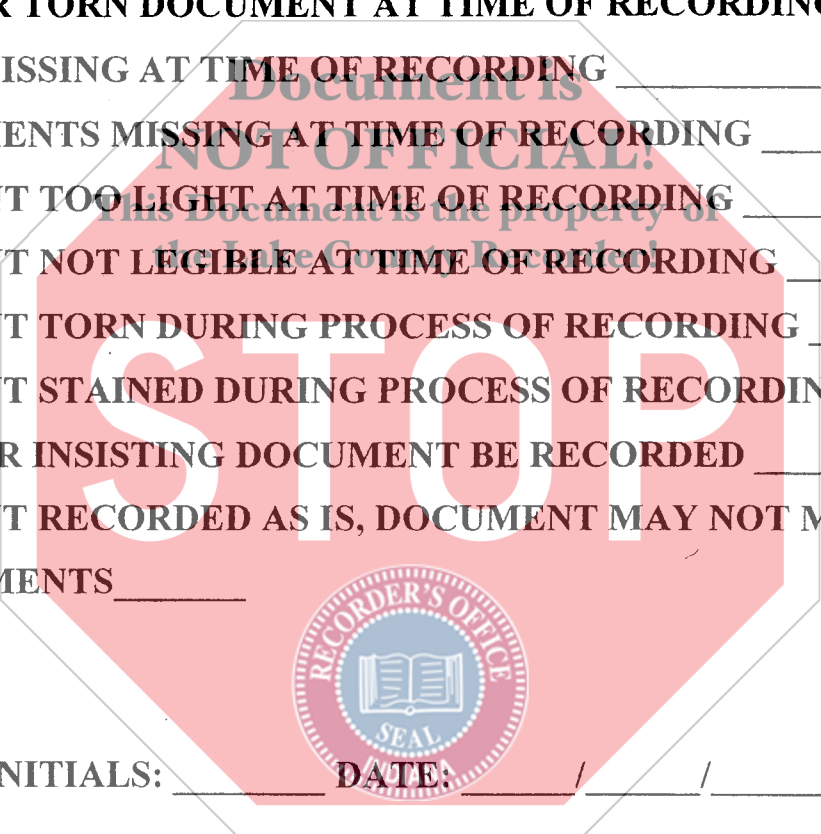 R TORN DOCUMENT AT TIME OF RECORDING
ISSING AT TIME OF RECORDING
Document is
ENTS MISSING AT TIME OF RECORDING
NOT OFFICIAL!
T TOO LIGHT AT TIME OF RECORDING
This Document is the property of
T NOT LEGIBLE AT TIME OF RECORDING
the Lake County Recorder!
T TORN DURING PROCESS OF RECORDING
T STAINED DURING PROCESS OF RECORDIN
STOP
R INSISTING DOCUMENT BE RECORDED
T RECORDED AS IS, DOCUMENT MAY NOT M
MENTS
RECORDER'S OFFICE
SEAL
NITIALS: DATE: / /